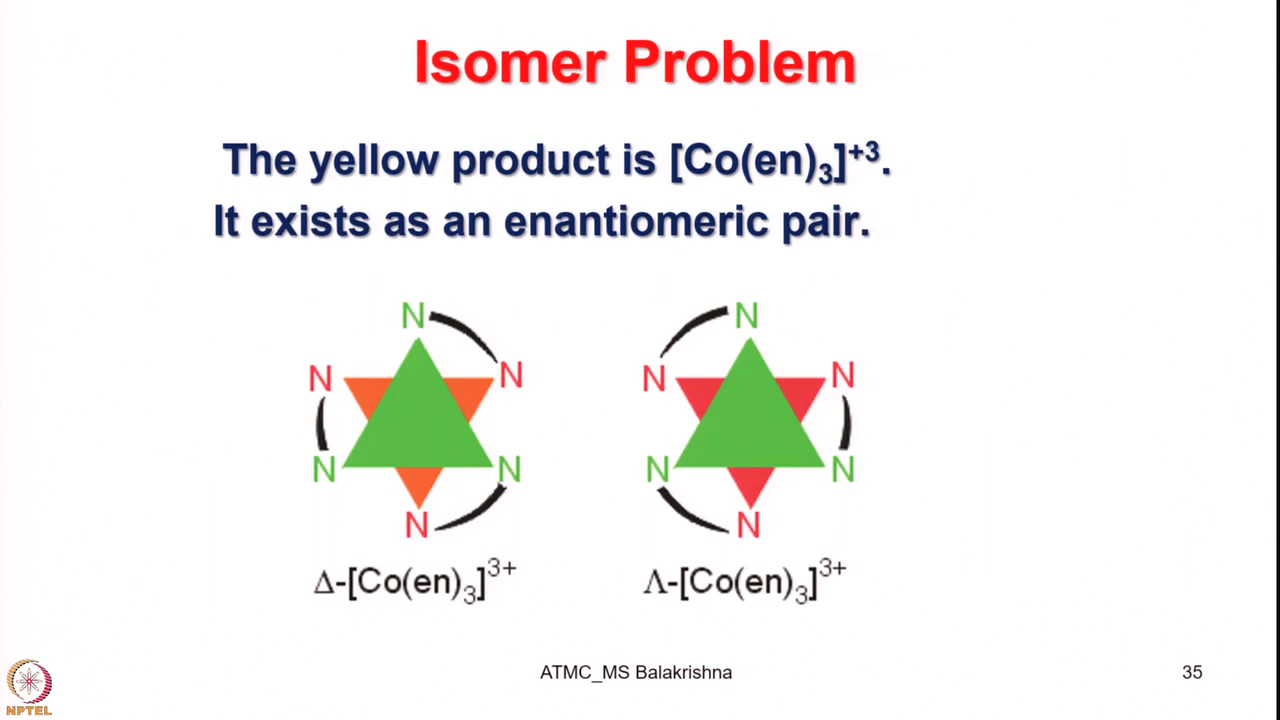 Isomer Problem
The yellow product is [Co(en)₃]⁺³.
It exists as an enantiomeric pair.
N N
N N N N
N N N N
N N
Δ-[Co(en)₃]³⁺ Λ-[Co(en)₃]³⁺
NPTEL ATMC_MS Balakrishna 35